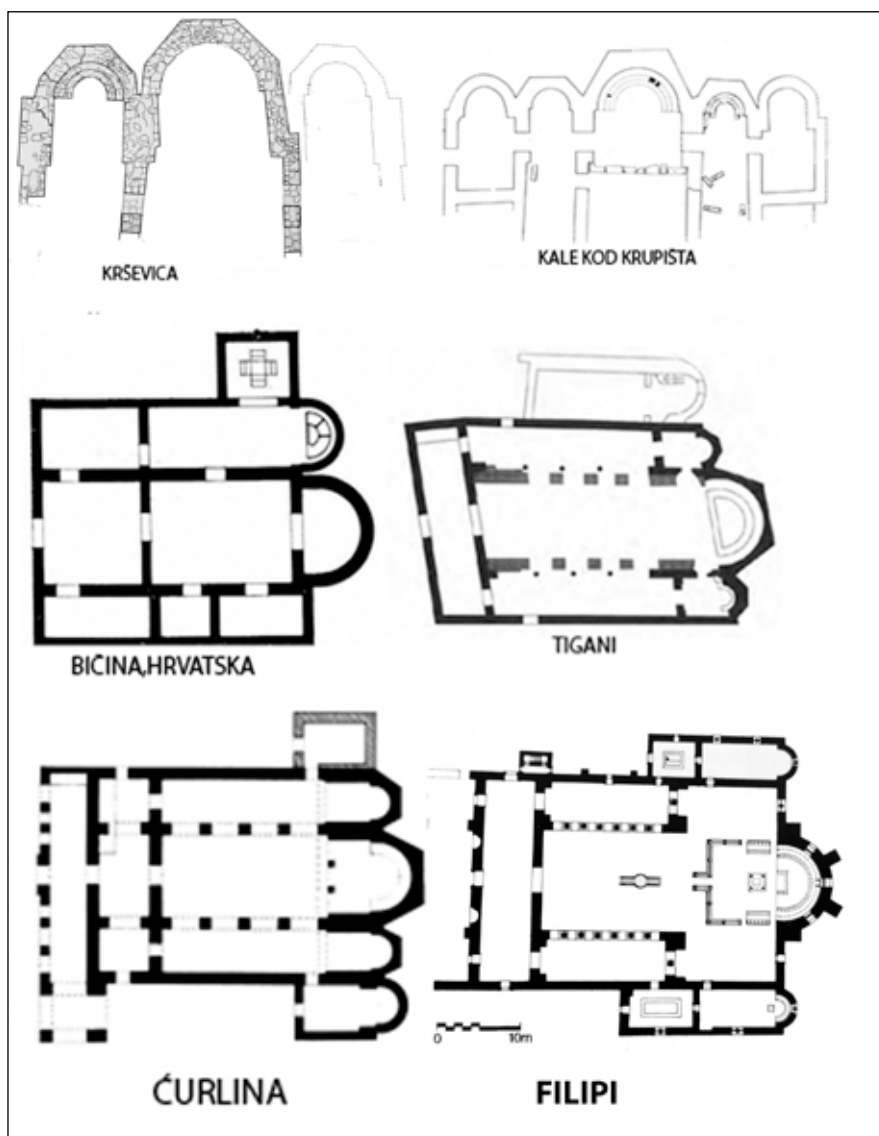 KRŠEVICA
KALE KOD KRUPIŠTA
BIČINA,HRVATSKA
TIGANI
0 10m
ĆURLINA
FILIPI